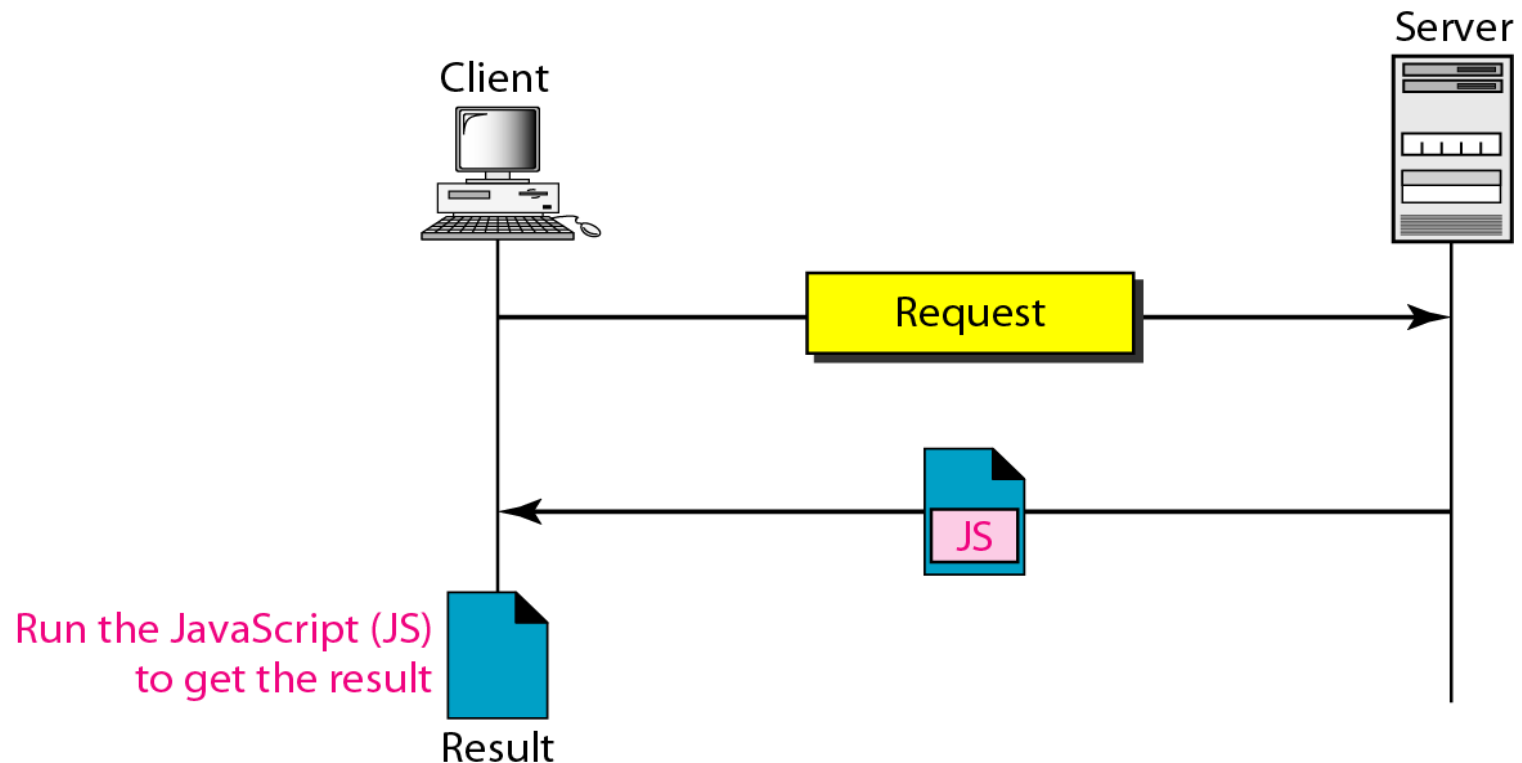 Server
Client
Request
JS
Run the JavaScript (JS)
to get the result
Result